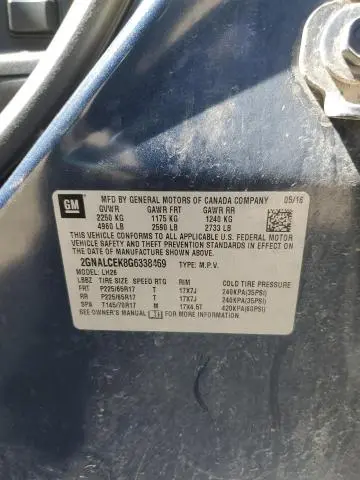 GM
MFD BY GENERAL MOTORS OF CANADA COMPANY 05/16
GVWR GAWR FRT GAWR RR
2250 KG 1175 KG 1240 KG
4960 LB 2590 LB 2733 LB
THIS VEHICLE CONFORMS TO ALL APPLICABLE U.S. FEDERAL MOTOR
VEHICLE SAFETY AND THEFT PREVENTION STANDARDS IN EFFECT ON
THE DATE OF MANUFACTURE SHOWN ABOVE.
2GNALCEK8G6338469 TYPE: M.P.V.
MODEL: LH26
LBBZ TIRE SIZE SPEED RTG RIM COLD TIRE PRESSURE
FRT P225/65R17 T 17X7J 240KPA(35PSI)
RR P225/65R17 T 17X7J 240KPA(35PSI)
SPA T145/70R17 M 17X4.5T 420KPA(60PSI)
SEE OWNER'S MANUAL FOR MORE INFORMATION.